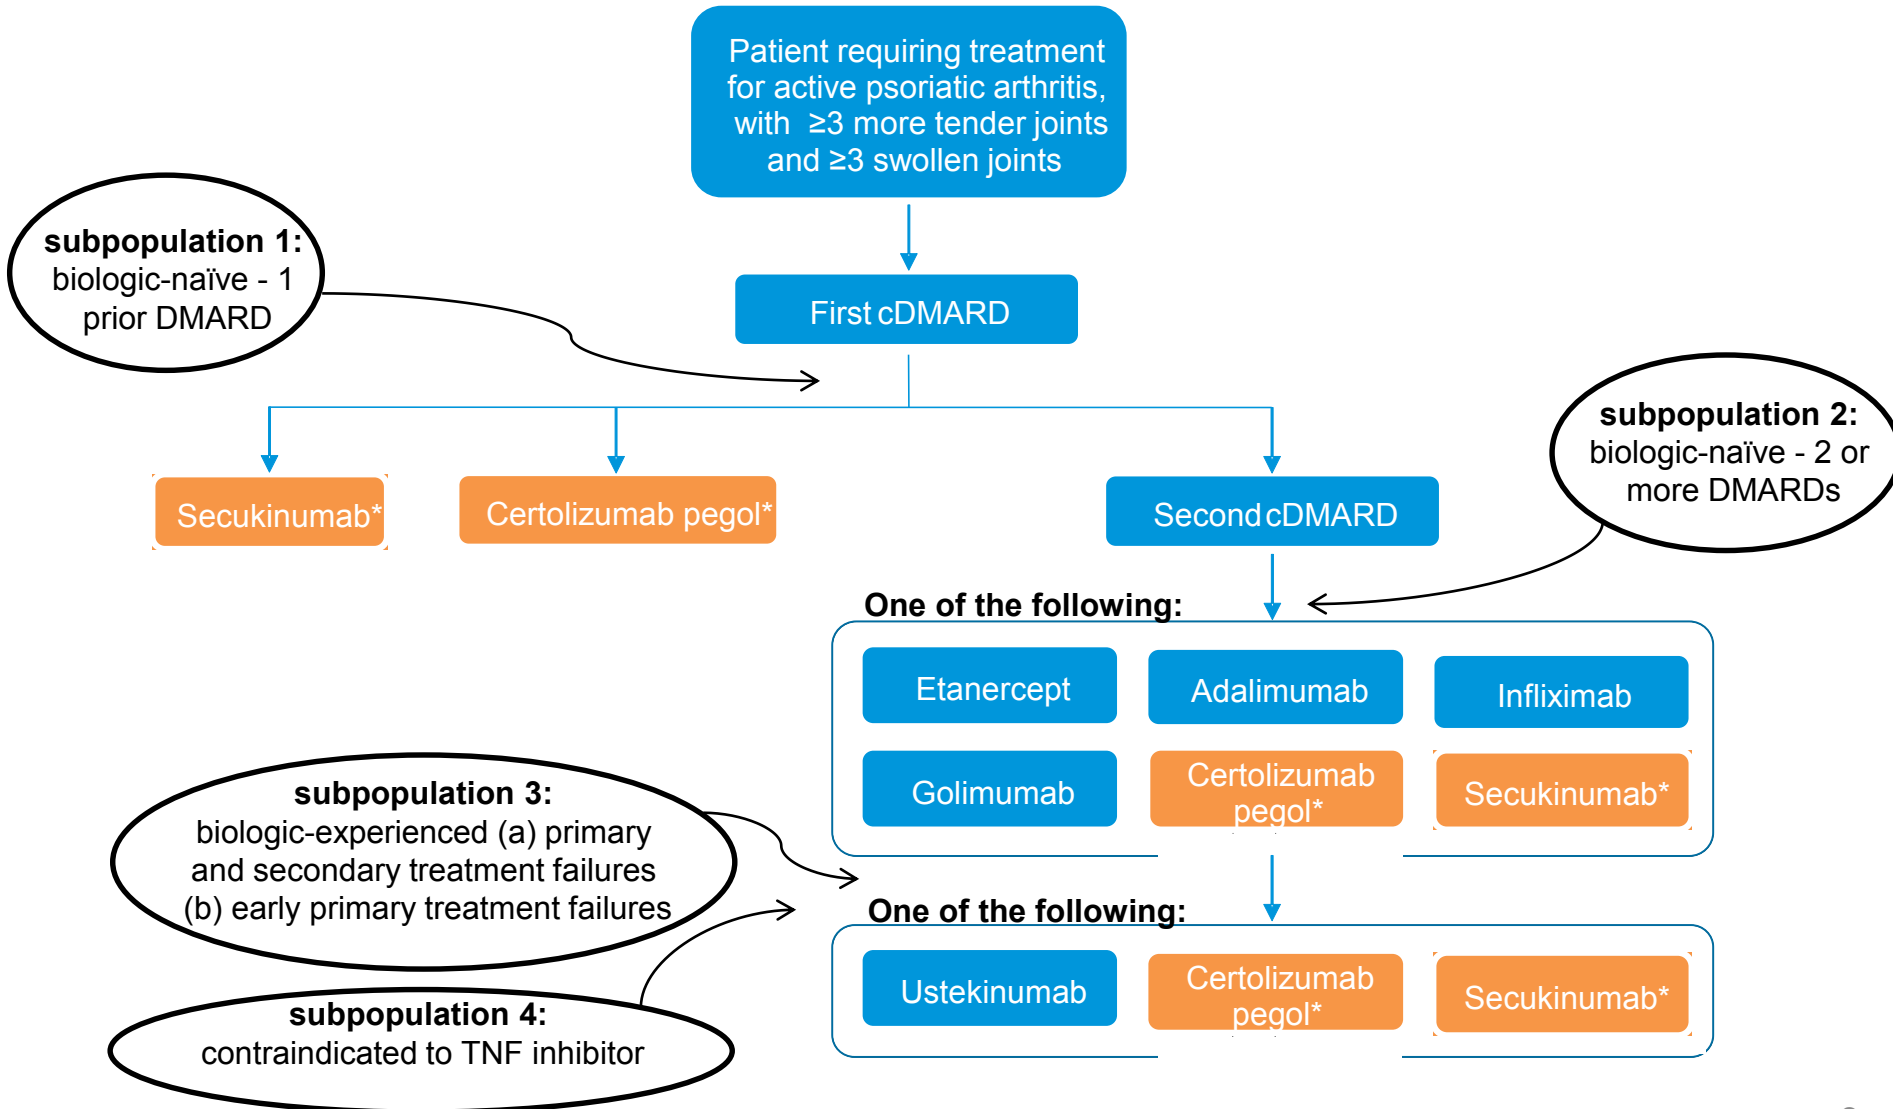 Patient requiring treatment
for active psoriatic arthritis,
with ≥3 more tender joints
and ≥3 swollen joints
subpopulation 1:
biologic-naïve - 1
prior DMARD
First cDMARD
subpopulation 2:
biologic-naïve - 2 or
more DMARDs
Secukinumab*
Certolizumab pegol*
Second cDMARD
One of the following:
Etanercept
Adalimumab
Infliximab
Golimumab
Certolizumab
pegol*
Secukinumab*
subpopulation 3:
biologic-experienced (a) primary
and secondary treatment failures
(b) early primary treatment failures
One of the following:
Ustekinumab
Certolizumab
pegol*
Secukinumab*
subpopulation 4:
contraindicated to TNF inhibitor